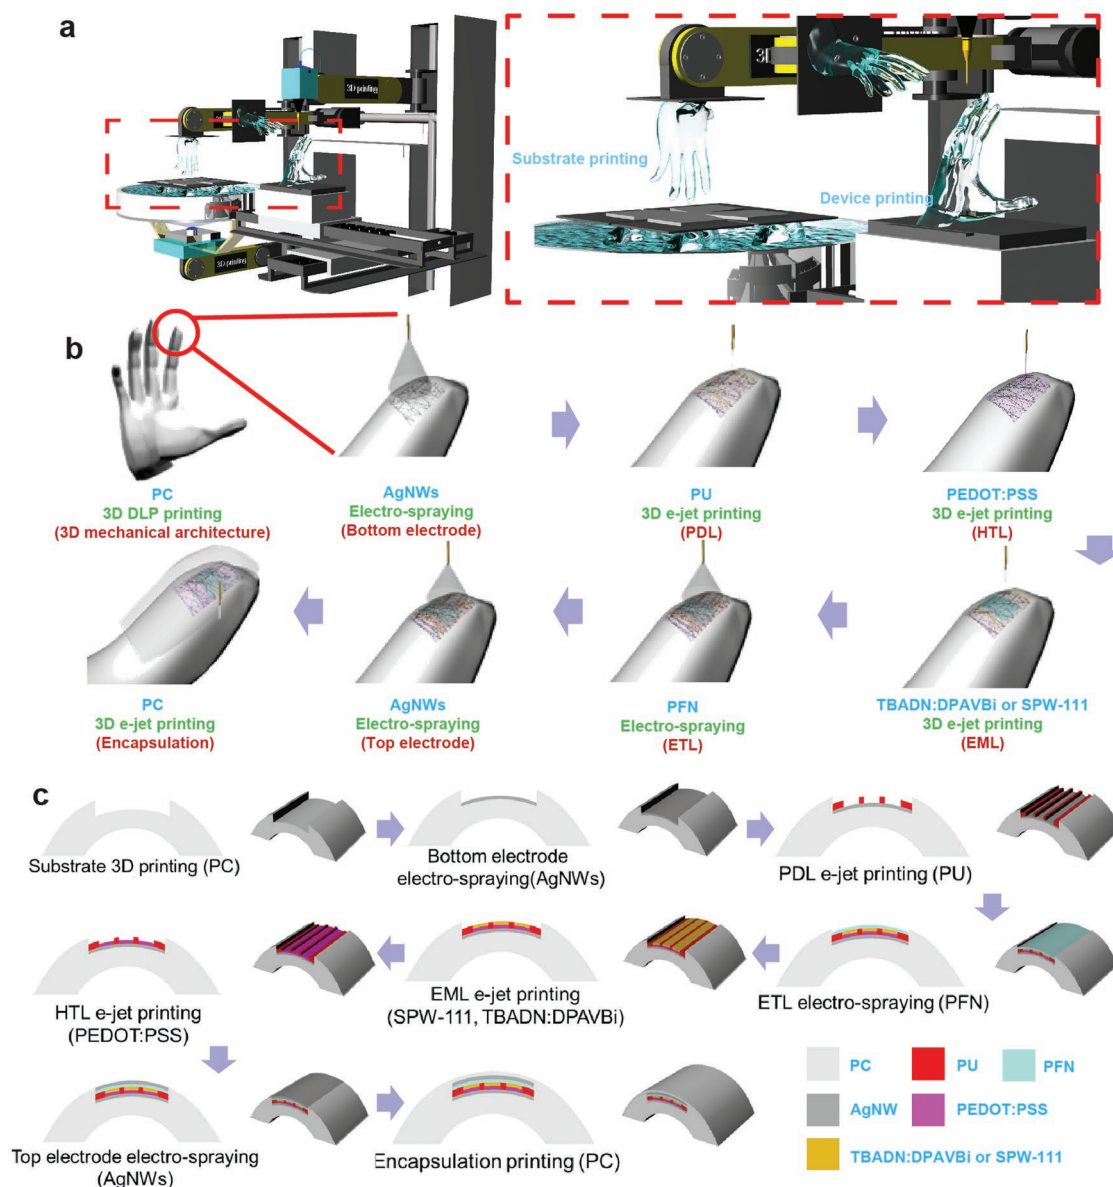 a
3D printing
3D printing
3D
Substrate printing
Device printing
b
PC
3D DLP printing
(3D mechanical architecture)
AgNWs
Electro-spraying
(Bottom electrode)
PU
3D e-jet printing
(PDL)
PEDOT:PSS
3D e-jet printing
(HTL)
PC
3D e-jet printing
(Encapsulation)
AgNWs
Electro-spraying
(Top electrode)
PFN
Electro-spraying
(ETL)
TBADN:DPAVBi or SPW-111
3D e-jet printing
(EML)
c
Substrate 3D printing (PC)
Bottom electrode
electro-spraying(AgNWs)
PDL e-jet printing (PU)
HTL e-jet printing
(PEDOT:PSS)
EML e-jet printing
(SPW-111, TBADN:DPAVBi)
ETL electro-spraying (PFN)
Top electrode electro-spraying
(AgNWs)
Encapsulation printing (PC)
PC
PU
PFN
AgNW
PEDOT:PSS
TBADN:DPAVBi or SPW-111